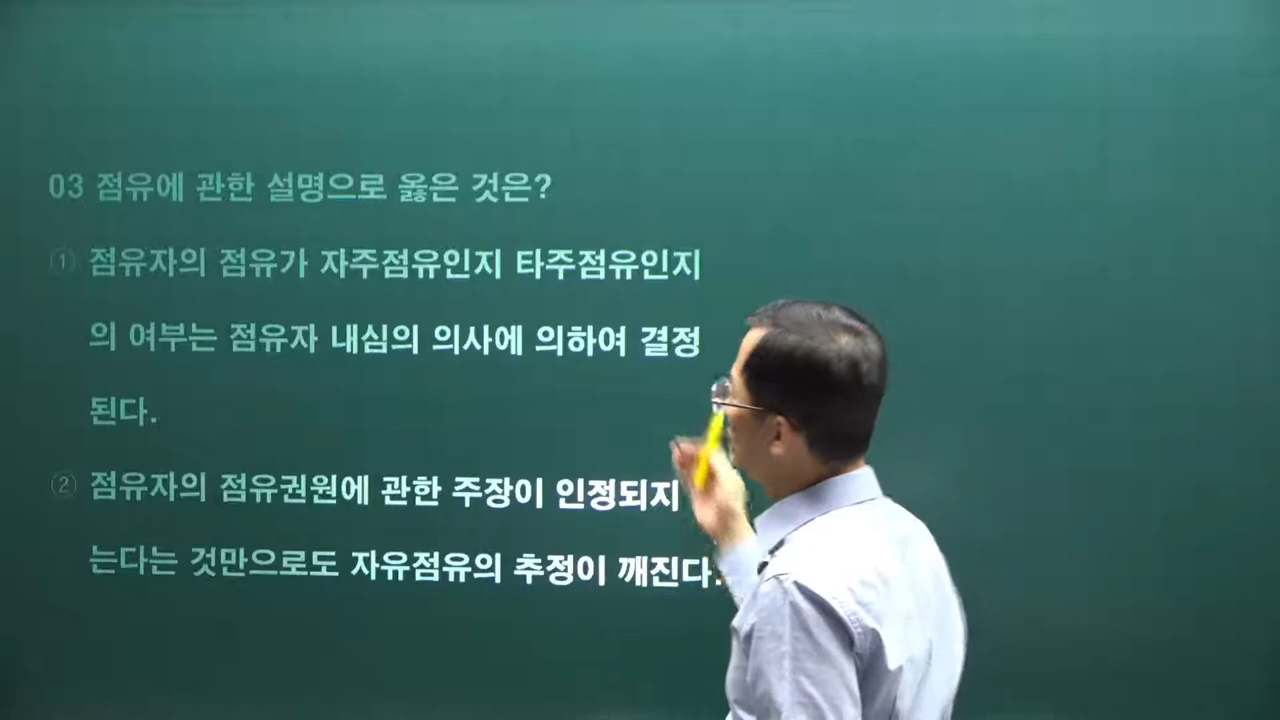 03 점유에 관한 설명으로 옳은 것은?
① 점유자의 점유가 자주점유인지 타주점유인지
의 여부는 점유자 내심의 의사에 의하여 결정
된다.
② 점유자의 점유권원에 관한 주장이 인정되지
는다는 것만으로도 자유점유의 추정이 깨진다.